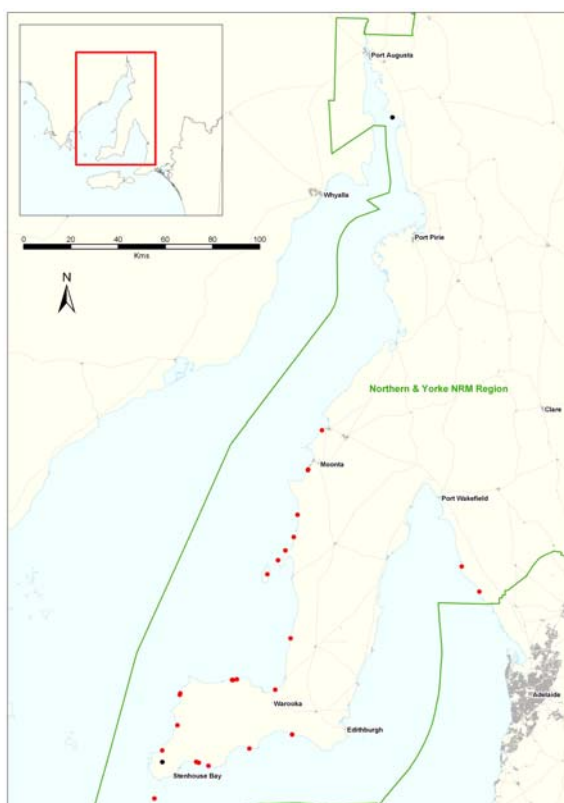 Port Augusta
Whyalla
0 20 40 60 80 100
Kms
Port Pirie
N
Northern & Yorke NRM Region
Clare
Moonta
Port Wakefield
Adelaide
Warooka
Edithburgh
Stenhouse Bay